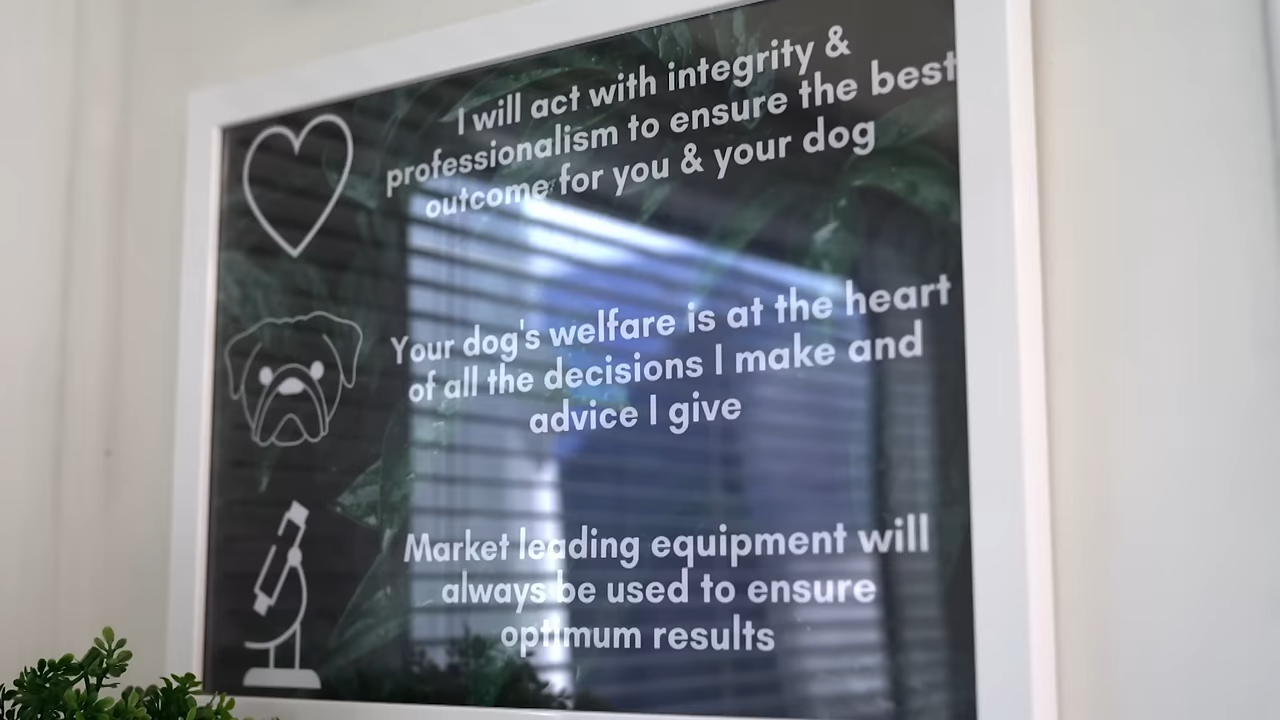 I will act with integrity &
professionalism to ensure the best
outcome for you & your dog
Your dog's welfare is at the heart
of all the decisions I make and
advice I give
Market leading equipment will
always be used to ensure
optimum results